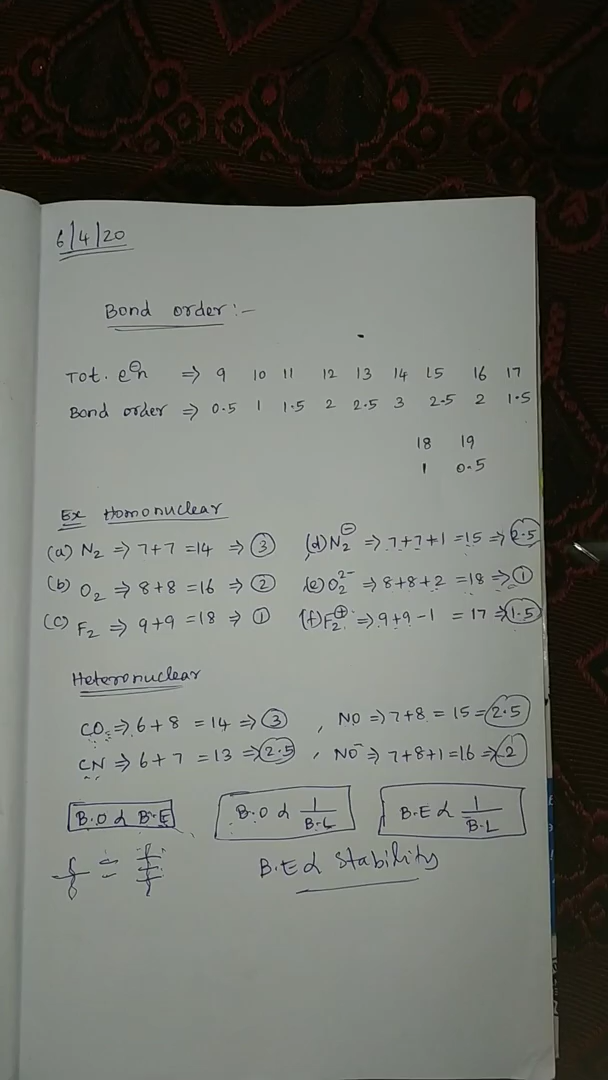 6/4/20
Bond order:-
Tot. e⊖n ⇒ 9 10 11 12 13 14 15 16 17
Bond order ⇒ 0.5 1 1.5 2 2.5 3 2.5 2 1.5
18 19
1 0.5
Ex Homonuclear
(a) N₂ ⇒ 7+7 = 14 ⇒ 3 (d) N₂⊖ ⇒ 7+7+1 = 15 ⇒ 2.5
(b) O₂ ⇒ 8+8 = 16 ⇒ 2 (e) O₂²⁻ ⇒ 8+8+2 = 18 ⇒ 1
(c) F₂ ⇒ 9+9 = 18 ⇒ 1 (f) F₂⊕ ⇒ 9+9-1 = 17 ⇒ 1.5
Heteronuclear
CO ⇒ 6+8 = 14 ⇒ 3 , NO ⇒ 7+8 = 15 = 2.5
CN ⇒ 6+7 = 13 ⇒ 2.5 , NO⁻ ⇒ 7+8+1 = 16 ⇒ 2
B.O α B.E B.O α 1/B.L B.E α 1/B.L
B.E α Stability